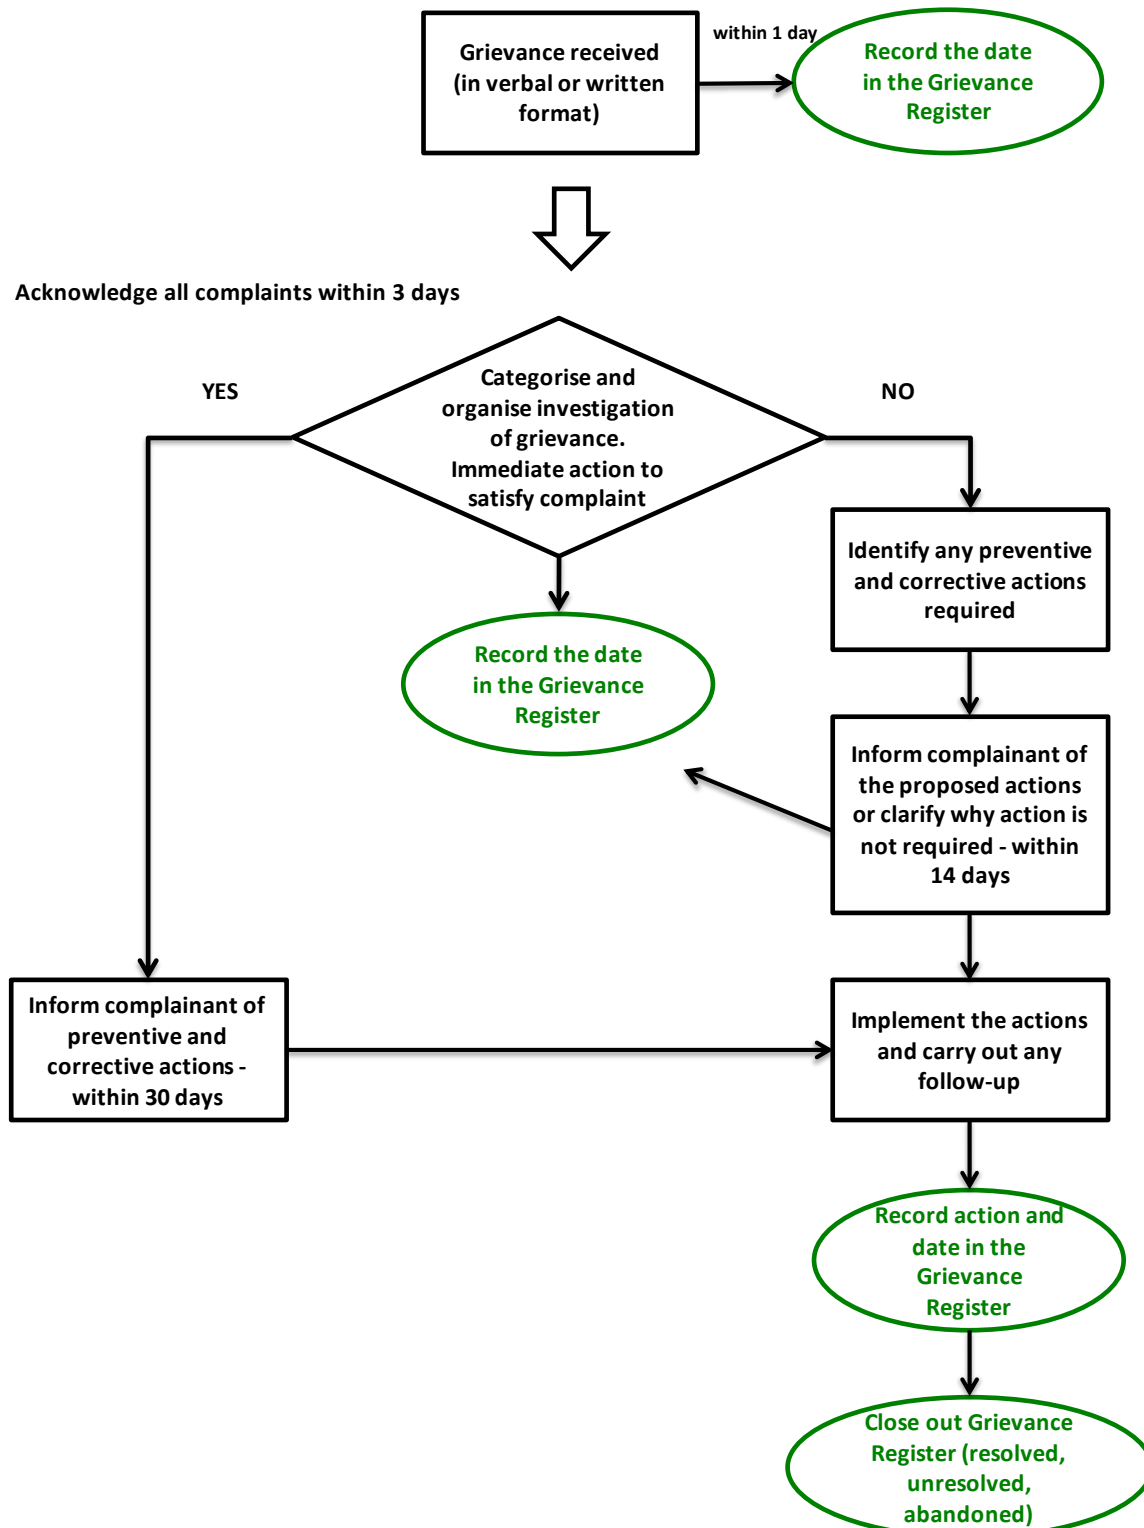 Grievance received
(in verbal or written
format)
within 1 day
Record the date
in the Grievance
Register
Acknowledge all complaints within 3 days
YES
Categorise and
organise investigation
of grievance.
Immediate action to
satisfy complaint
NO
Identify any preventive
and corrective actions
required
Record the date
in the Grievance
Register
Inform complainant of
the proposed actions
or clarify why action is
not required - within
14 days
Inform complainant of
preventive and
corrective actions -
within 30 days
Implement the actions
and carry out any
follow-up
Record action and
date in the
Grievance
Register
Close out Grievance
Register (resolved,
unresolved,
abandoned)